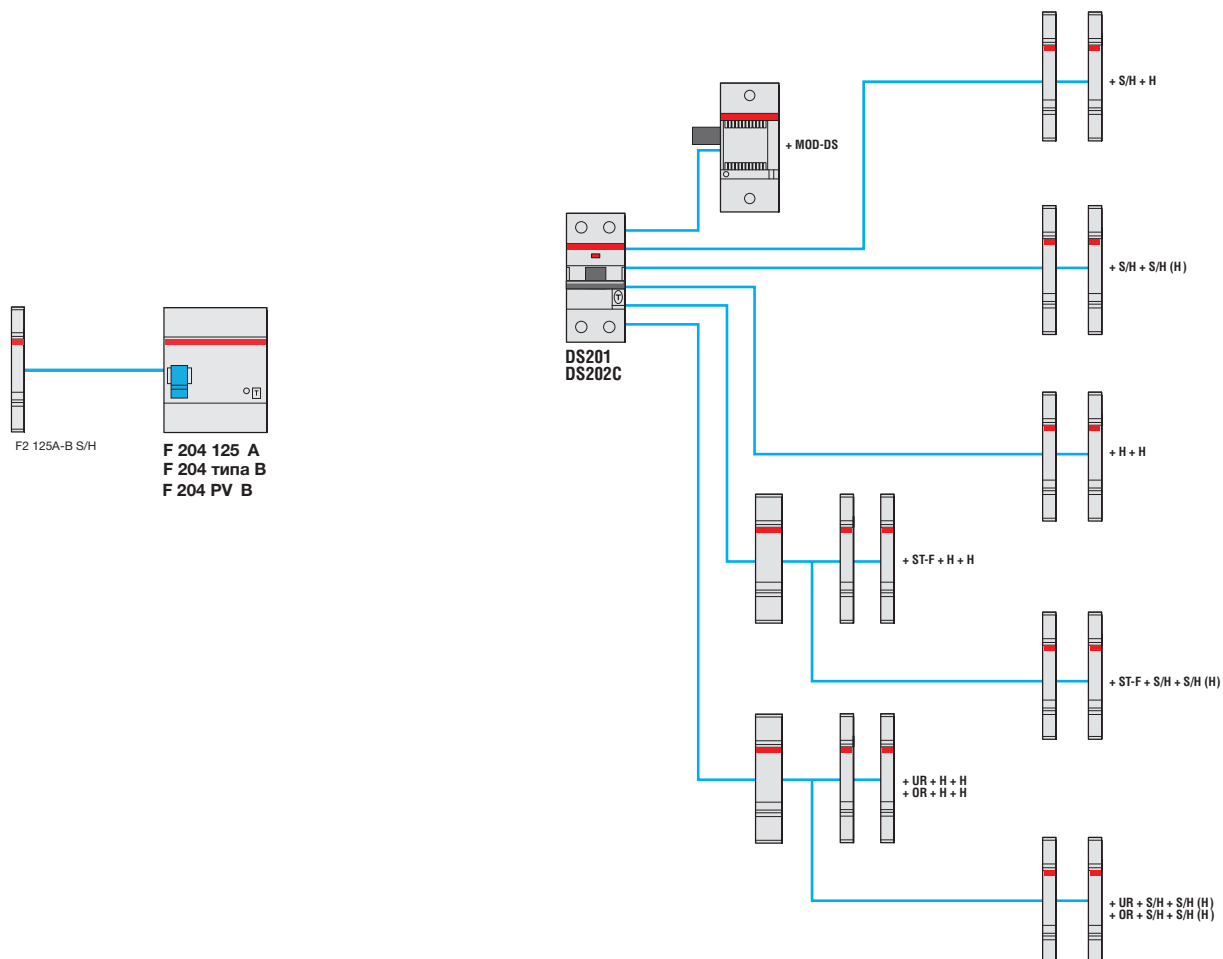 + S/H + H
+ MOD-DS
T
+ S/H + S/H (H)
DS201
DS202C
T
F2 125A-B S/H
F 204 125 A
F 204 типа B
F 204 PV B
+ H + H
+ ST-F + H + H
+ ST-F + S/H + S/H (H)
+ UR + H + H
+ OR + H + H
+ UR + S/H + S/H (H)
+ OR + S/H + S/H (H)